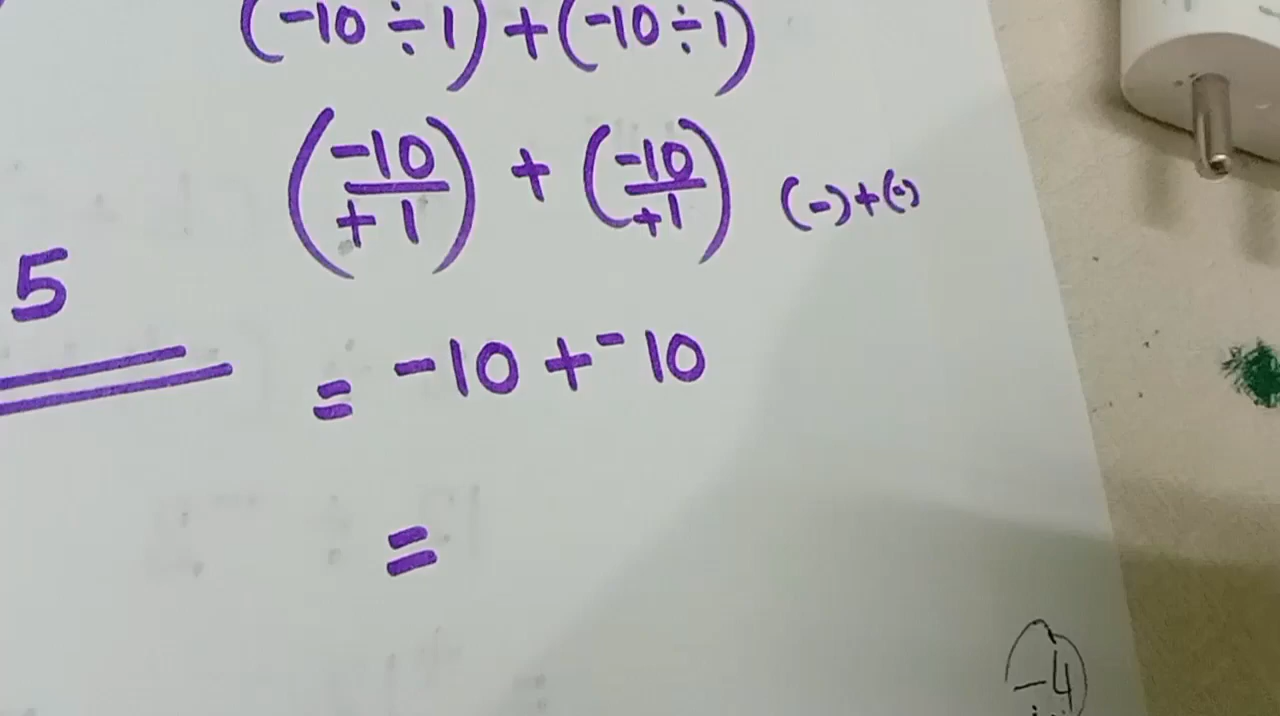 (-10 ÷ 1) + (-10 ÷ 1)
(-10/+1) + (-10/+1) (-)+(-)
5
= -10 + -10
=
-4